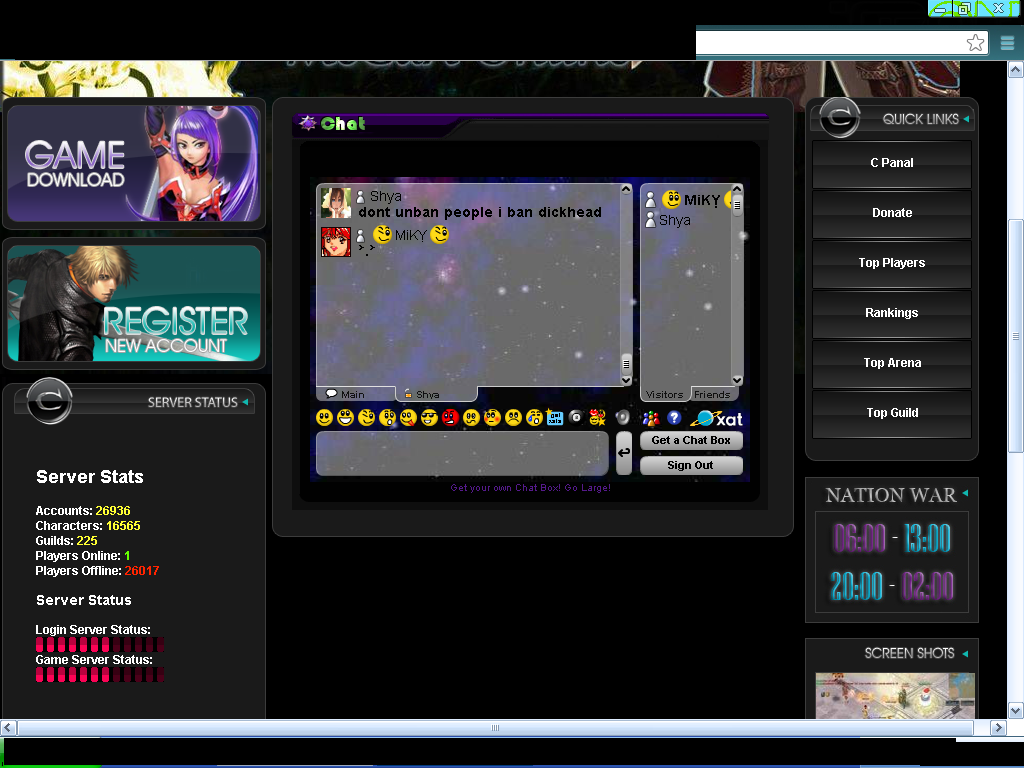 GAME
DOWNLOAD
REGISTER
NEW ACCOUNT
SERVER STATUS
Server Stats
Accounts: 26936
Characters: 16565
Guilds: 225
Players Online: 1
Players Offline: 26017
Server Status
Login Server Status:
Game Server Status:
Chat
Shya
dont unban people i ban dickhead
MiKY
>.>
Main
Shya
MiKY
Shya
Visitors
Friends
xat
Get a Chat Box
Sign Out
Get your own Chat Box! Go Large!
QUICK LINKS
C Panal
Donate
Top Players
Rankings
Top Arena
Top Guild
NATION WAR
06:00 - 13:00
20:00 - 02:00
SCREEN SHOTS